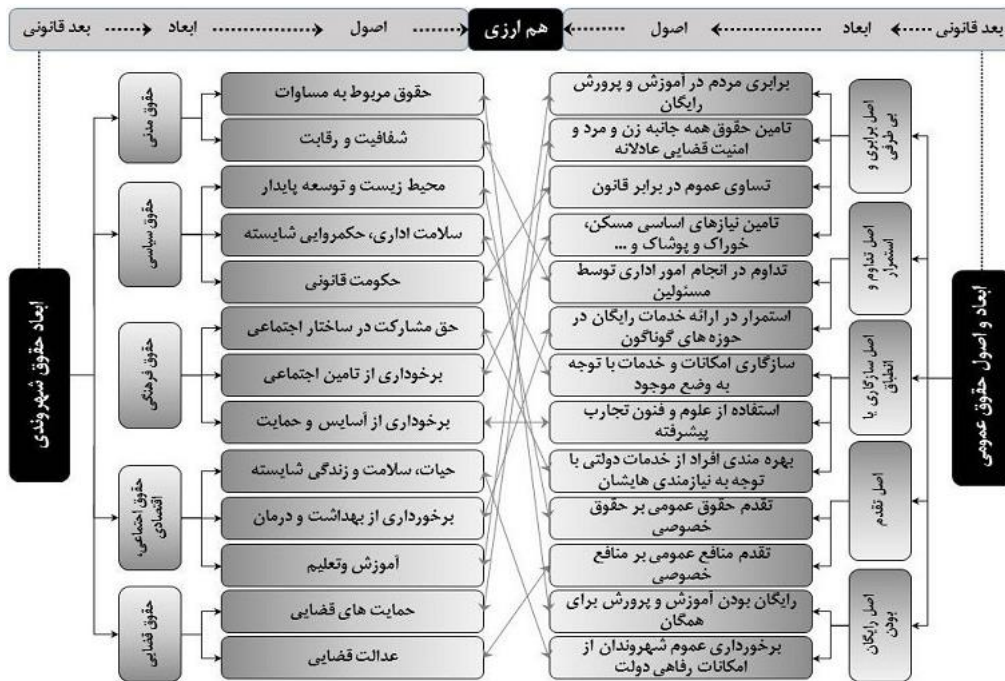 بعد قانونی ابعاد اصول هم ارزی اصول ابعاد بعد قانونی
ابعاد و اصول حقوق عمومی
اصل برابری و
بی طرفی
برابری مردم در آموزش و پرورش
رایگان
تامین حقوق همه جانبه زن و مرد و
امنیت قضایی عادلانه
تساوی عموم در برابر قانون
اصل تداوم و
استمرار
تامین نیازهای اساسی مسکن،
خوراک و پوشاک و ...
تداوم در انجام امور اداری توسط
مسئولین
استمرار در ارائه خدمات رایگان در
حوزه های گوناگون
اصل سازگاری یا
انطباق
سازگاری امکانات و خدمات با توجه
به وضع موجود
استفاده از علوم و فنون تجارب
پیشرفته
بهره مندی افراد از خدمات دولتی با
توجه به نیازمندی هایشان
اصل تقدم
تقدم حقوق عمومی بر حقوق
خصوصی
تقدم منافع عمومی بر منافع
خصوصی
اصل رایگان
بودن
رایگان بودن آموزش و پرورش برای
همگان
برخورداری عموم شهروندان از
امکانات رفاهی دولت
حقوق مربوط به مساوات
شفافیت و رقابت
محیط زیست و توسعه پایدار
سلامت اداری، حکمروایی شایسته
حکومت قانونی
حق مشارکت در ساختار اجتماعی
برخوداری از تامین اجتماعی
برخوداری از آسایس و حمایت
حیات، سلامت و زندگی شایسته
برخورداری از بهداشت و درمان
آموزش وتعلیم
حمایت های قضایی
عدالت قضایی
حقوق مدنی
حقوق سیاسی
حقوق فرهنگی
حقوق اجتماعی،
اقتصادی
حقوق قضایی
ابعاد حقوق شهروندی